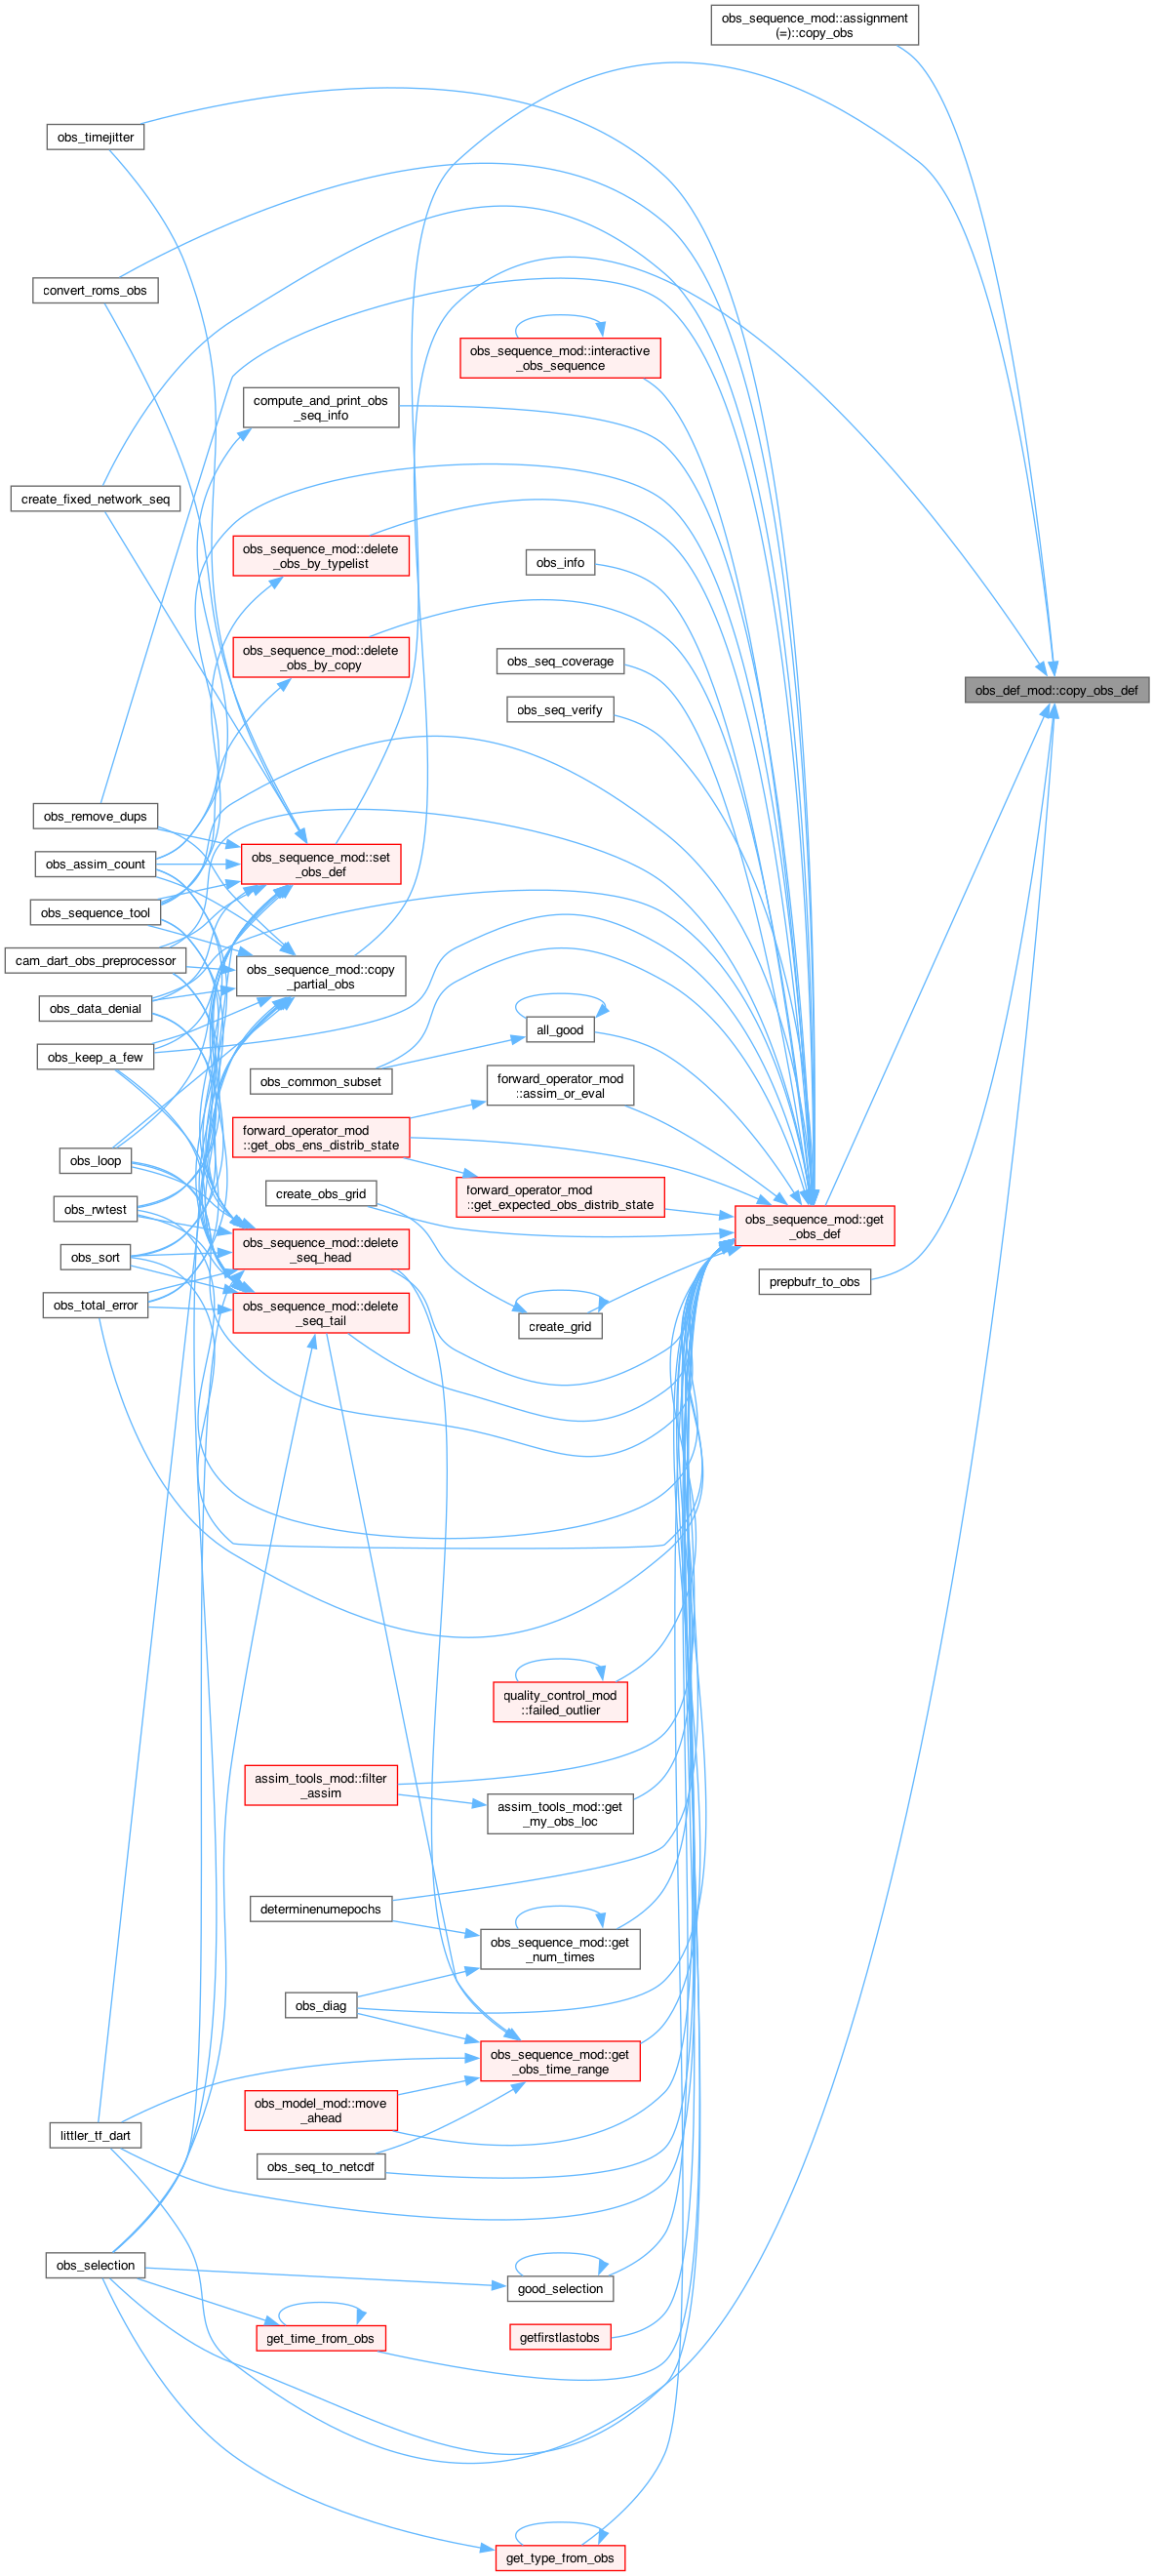 obs_sequence_mod::assignment
(=)::copy_obs
obs_timejitter
convert_roms_obs
obs_sequence_mod::interactive
_obs_sequence
compute_and_print_obs
_seq_info
create_fixed_network_seq
obs_sequence_mod::delete
_obs_by_typelist
obs_info
obs_sequence_mod::delete
_obs_by_copy
obs_seq_coverage
obs_def_mod::copy_obs_def
obs_seq_verify
obs_remove_dups
obs_assim_count
obs_sequence_mod::set
_obs_def
obs_sequence_tool
cam_dart_obs_preprocessor
obs_sequence_mod::copy
_partial_obs
obs_data_denial
all_good
obs_keep_a_few
obs_common_subset
forward_operator_mod
::assim_or_eval
forward_operator_mod
::get_obs_ens_distrib_state
obs_loop
create_obs_grid
forward_operator_mod
::get_expected_obs_distrib_state
obs_rwtest
obs_sequence_mod::get
_obs_def
obs_sort
obs_sequence_mod::delete
_seq_head
prepbufr_to_obs
obs_total_error
obs_sequence_mod::delete
_seq_tail
create_grid
quality_control_mod
::failed_outlier
assim_tools_mod::filter
_assim
assim_tools_mod::get
_my_obs_loc
determinenumepochs
obs_sequence_mod::get
_num_times
obs_diag
obs_sequence_mod::get
_obs_time_range
obs_model_mod::move
_ahead
littler_tf_dart
obs_seq_to_netcdf
obs_selection
good_selection
getfirstlastobs
get_time_from_obs
get_type_from_obs